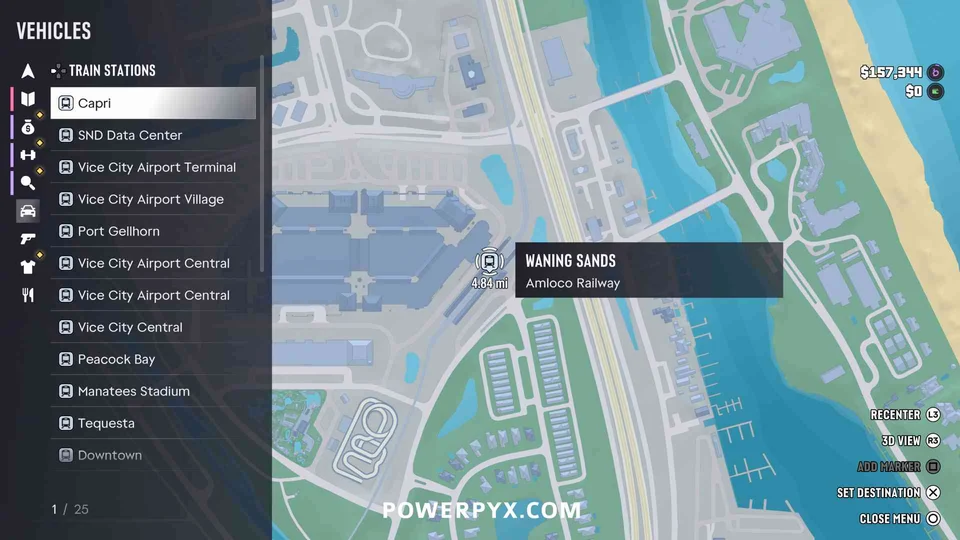 VEHICLES
TRAIN STATIONS
Capri
SND Data Center
Vice City Airport Terminal
Vice City Airport Village
Port Gellhorn
Vice City Airport Central
Vice City Airport Central
Vice City Central
Peacock Bay
Manatees Stadium
Tequesta
Downtown
1 / 25
$157,344
$0
WANING SANDS
Amloco Railway
4.84 mi
RECENTER L3
3D VIEW R3
ADD MARKER
SET DESTINATION
CLOSE MENU
POWERPYX.COM